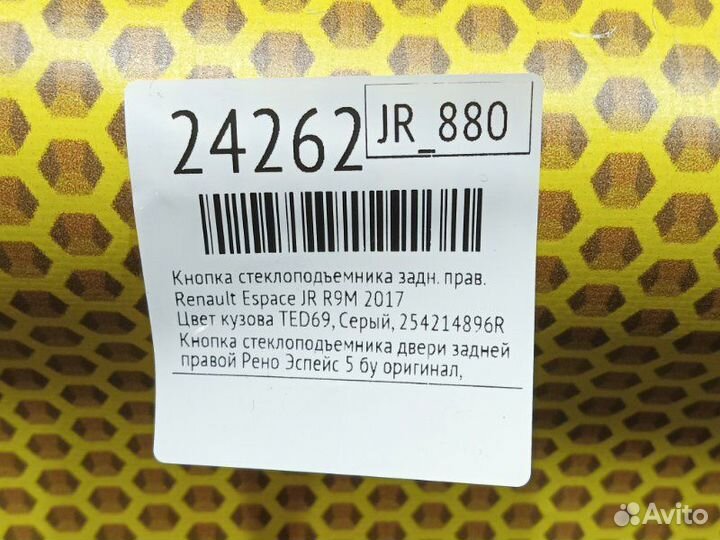 24262
JR_880
Кнопка стеклоподъемника задн. прав.
Renault Espace JR R9M 2017
Цвет кузова TED69, Серый, 254214896R
Кнопка стеклоподъемника двери задней
правой Рено Эспейс 5 бу оригинал,
Avito